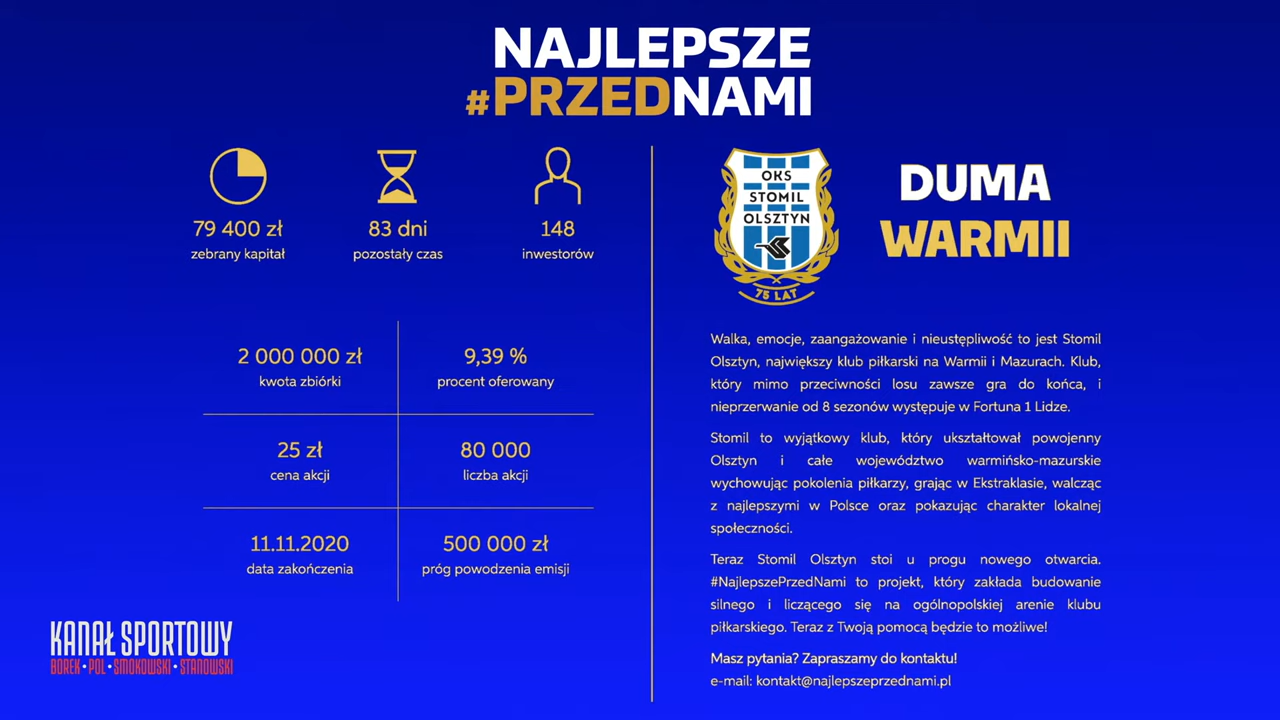 NAJLEPSZE
#PRZEDNAMI
79 400 zł
zebrany kapitał
83 dni
pozostały czas
148
inwestorów
2 000 000 zł
kwota zbiórki
9,39 %
procent oferowany
25 zł
cena akcji
80 000
liczba akcji
11.11.2020
data zakończenia
500 000 zł
próg powodzenia emisji
KANAŁ SPORTOWY
BOREK • POL • SMOKOWSKI • STANOWSKI
OKS
STOMIL
OLSZTYN
75 LAT
DUMA
WARMII
Walka, emocje, zaangażowanie i nieustępliwość to jest Stomil
Olsztyn, największy klub piłkarski na Warmii i Mazurach. Klub,
który mimo przeciwności losu zawsze gra do końca, i
nieprzerwanie od 8 sezonów występuje w Fortuna 1 Lidze.
Stomil to wyjątkowy klub, który ukształtował powojenny
Olsztyn i całe województwo warmińsko-mazurskie
wychowując pokolenia piłkarzy, grając w Ekstraklasie, walcząc
z najlepszymi w Polsce oraz pokazując charakter lokalnej
społeczności.
Teraz Stomil Olsztyn stoi u progu nowego otwarcia.
#NajlepszePrzedNami to projekt, który zakłada budowanie
silnego i liczącego się na ogólnopolskiej arenie klubu
piłkarskiego. Teraz z Twoją pomocą będzie to możliwe!
Masz pytania? Zapraszamy do kontaktu!
e-mail: kontakt@najlepszeprzednami.pl